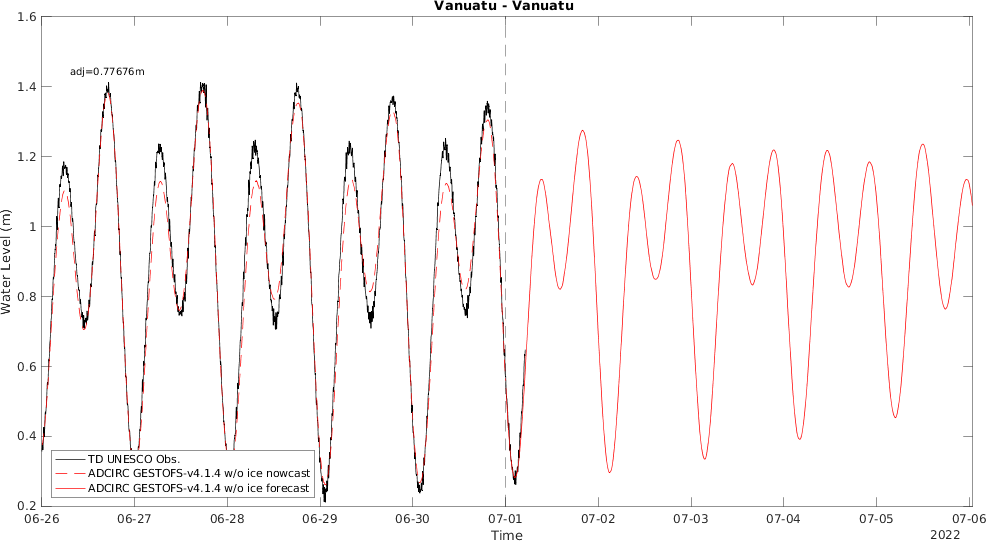 Vanuatu - Vanuatu
1.6
adj=0.77676m
1.4
1.2
1
0.8
0.6
0.4
0.2
Water Level (m)
TD UNESCO Obs.
ADCIRC GESTOFS-v4.1.4 w/o ice nowcast
ADCIRC GESTOFS-v4.1.4 w/o ice forecast
06-26 06-27 06-28 06-29 06-30 07-01 07-02 07-03 07-04 07-05 07-06
Time
2022